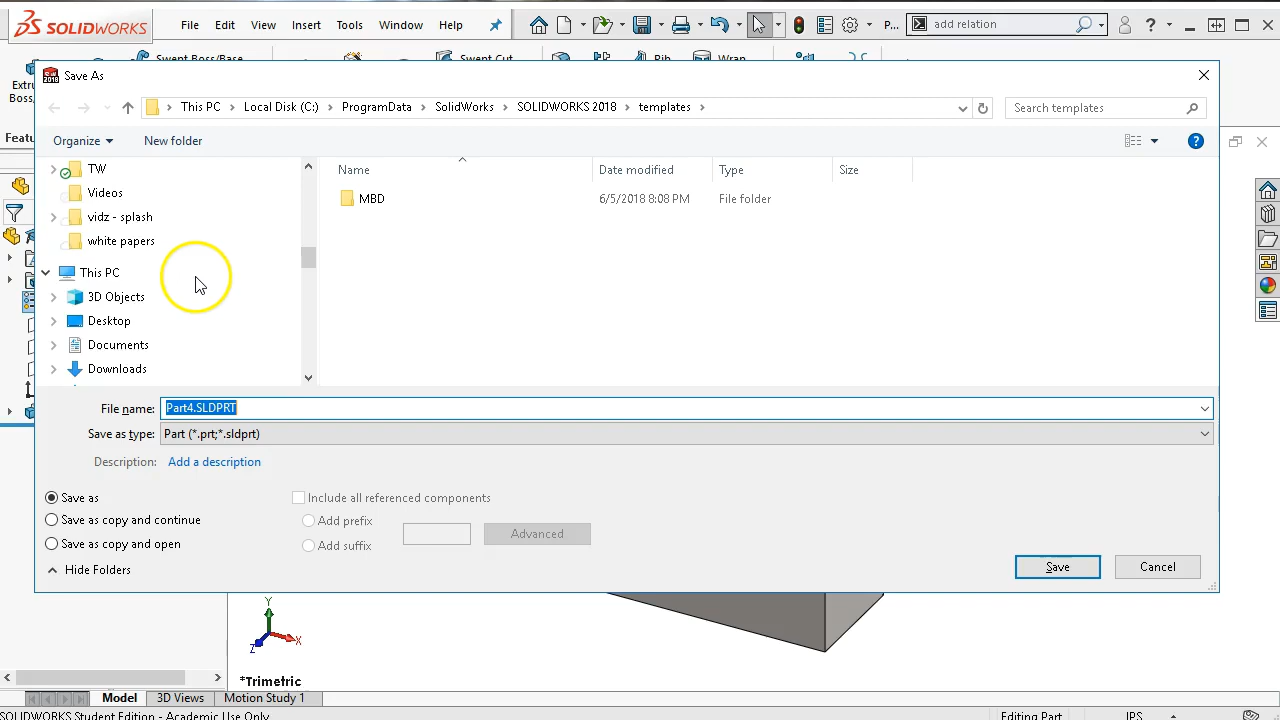 SOLIDWORKS File Edit View Insert Tools Window Help P... add relation ?
Extru Swept Boss/Base Swept Cut Rib Wrap
Boss,
Save As
This PC > Local Disk (C:) > ProgramData > SolidWorks > SOLIDWORKS 2018 > templates >
Search templates
Organize New folder
Featu
TW
Videos
vidz - splash
white papers
This PC
3D Objects
Desktop
Documents
Downloads
Name Date modified Type Size
MBD 6/5/2018 8:08 PM File folder
File name: Part4.SLDPRT
Save as type: Part (*.prt;*.sldprt)
Description: Add a description
Save as
Save as copy and continue
Save as copy and open
Include all referenced components
Add prefix
Add suffix
Advanced
Hide Folders
Save Cancel
Y
X
Z
*Trimetric
Model 3D Views Motion Study 1
SOLIDWORKS Student Edition - Academic Use Only Editing Part IPS